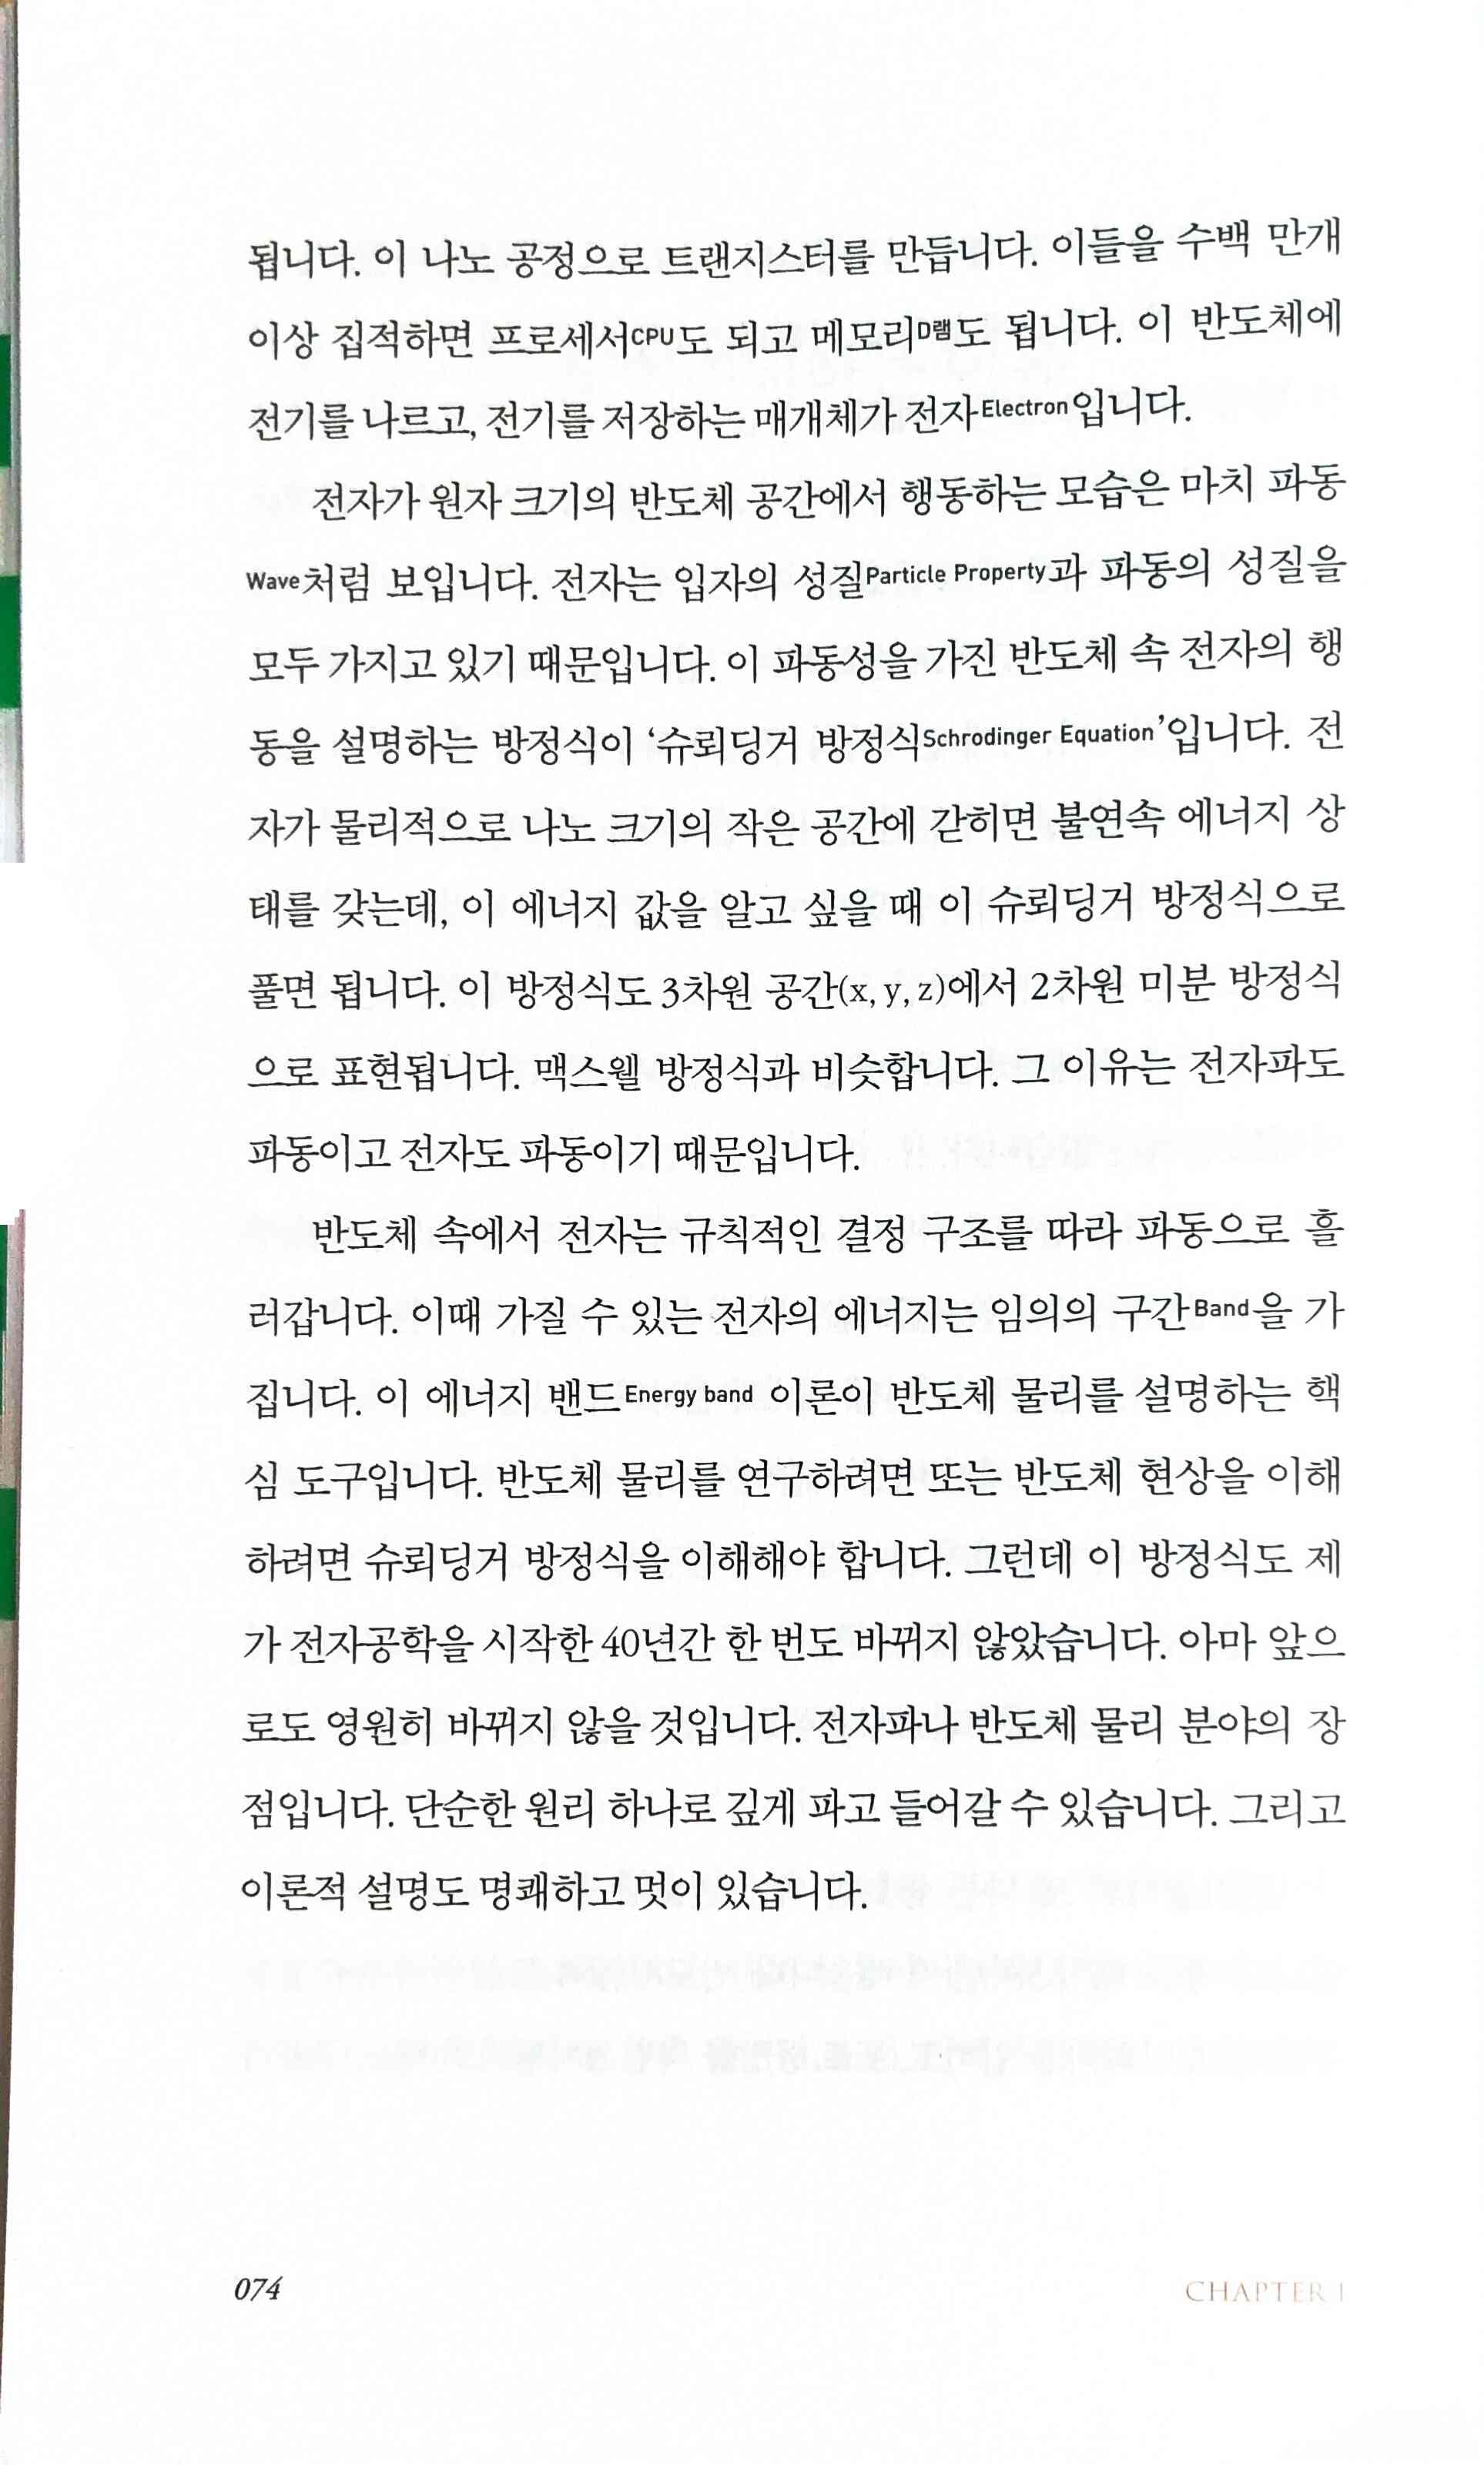 됩니다. 이 나노 공정으로 트랜지스터를 만듭니다. 이들을 수백 만개
이상 집적하면 프로세서CPU도 되고 메모리D램도 됩니다. 이 반도체에
전기를 나르고, 전기를 저장하는 매개체가 전자Electron입니다.
전자가 원자 크기의 반도체 공간에서 행동하는 모습은 마치 파동
Wave처럼 보입니다. 전자는 입자의 성질Particle Property과 파동의 성질을
모두 가지고 있기 때문입니다. 이 파동성을 가진 반도체 속 전자의 행
동을 설명하는 방정식이 ‘슈뢰딩거 방정식Schrodinger Equation’입니다. 전
자가 물리적으로 나노 크기의 작은 공간에 갇히면 불연속 에너지 상
태를 갖는데, 이 에너지 값을 알고 싶을 때 이 슈뢰딩거 방정식으로
풀면 됩니다. 이 방정식도 3차원 공간(x, y, z)에서 2차원 미분 방정식
으로 표현됩니다. 맥스웰 방정식과 비슷합니다. 그 이유는 전자파도
파동이고 전자도 파동이기 때문입니다.
반도체 속에서 전자는 규칙적인 결정 구조를 따라 파동으로 흘
러갑니다. 이때 가질 수 있는 전자의 에너지는 임의의 구간Band을 가
집니다. 이 에너지 밴드Energy band 이론이 반도체 물리를 설명하는 핵
심 도구입니다. 반도체 물리를 연구하려면 또는 반도체 현상을 이해
하려면 슈뢰딩거 방정식을 이해해야 합니다. 그런데 이 방정식도 제
가 전자공학을 시작한 40년간 한 번도 바뀌지 않았습니다. 아마 앞으
로도 영원히 바뀌지 않을 것입니다. 전자파나 반도체 물리 분야의 장
점입니다. 단순한 원리 하나로 깊게 파고 들어갈 수 있습니다. 그리고
이론적 설명도 명쾌하고 멋이 있습니다.
074
CHAPTER 1